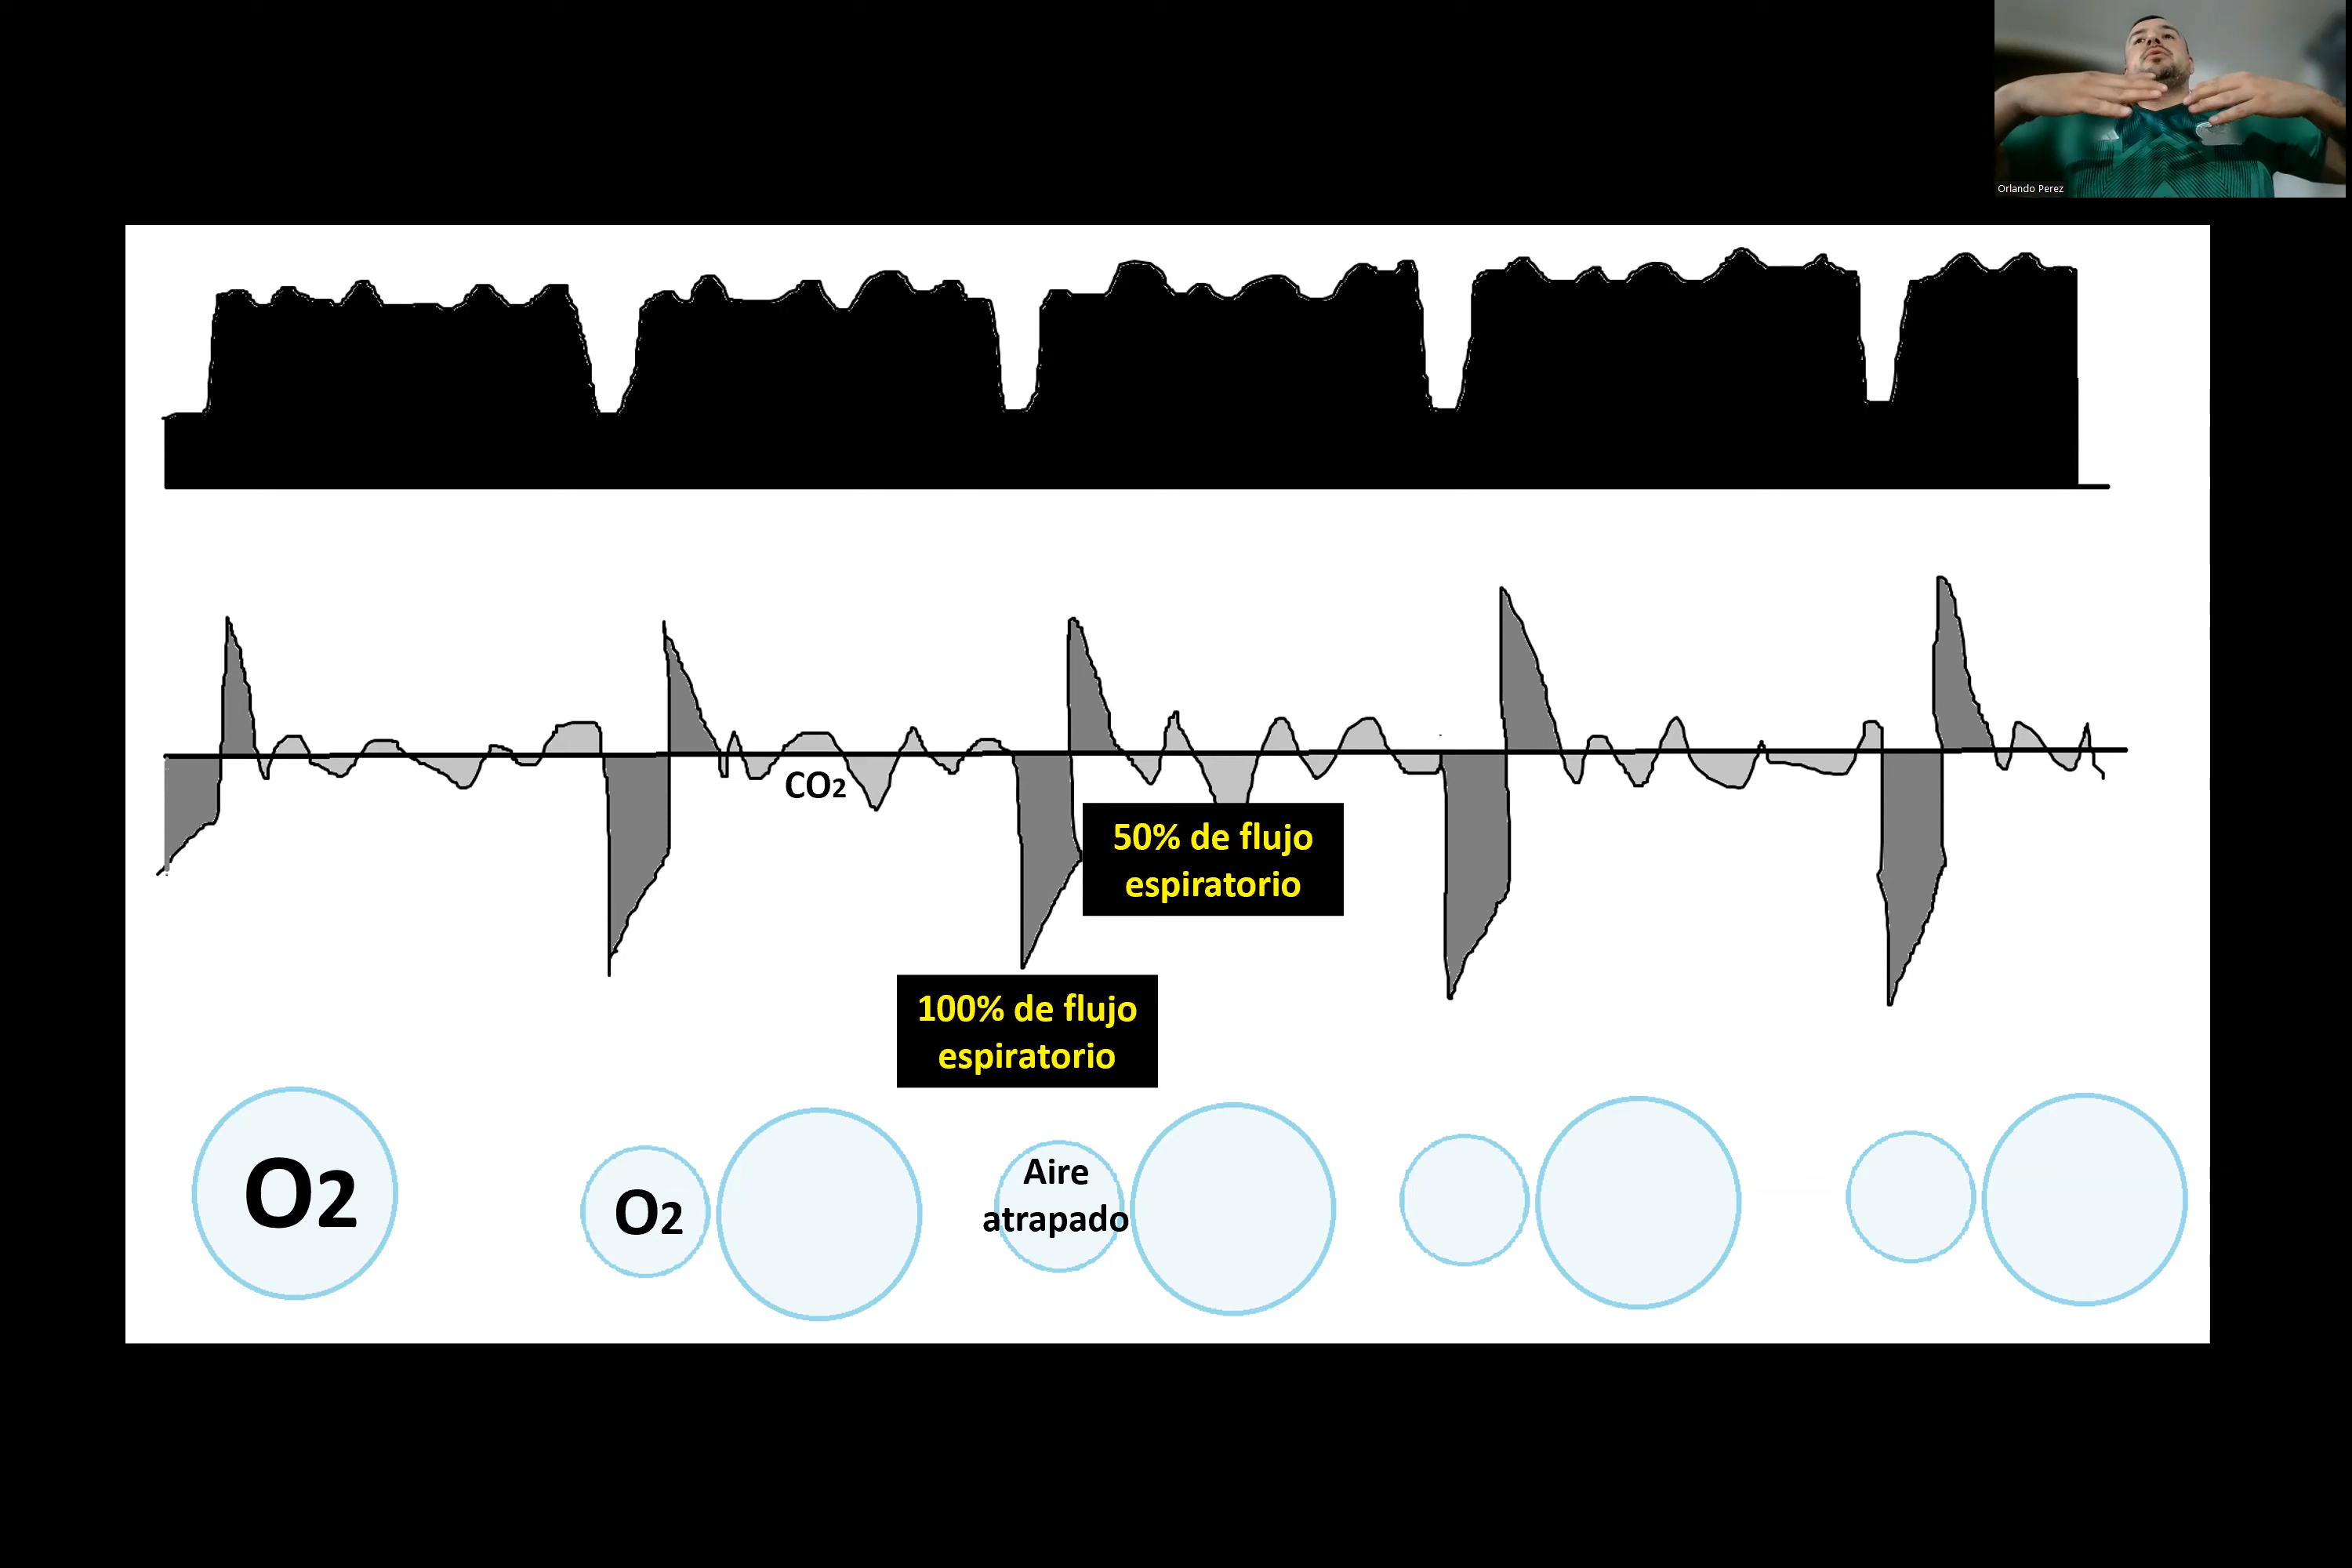 Orlando Perez
CO2
50% de flujo
espiratorio
100% de flujo
espiratorio
O2
O2
Aire
atrapado